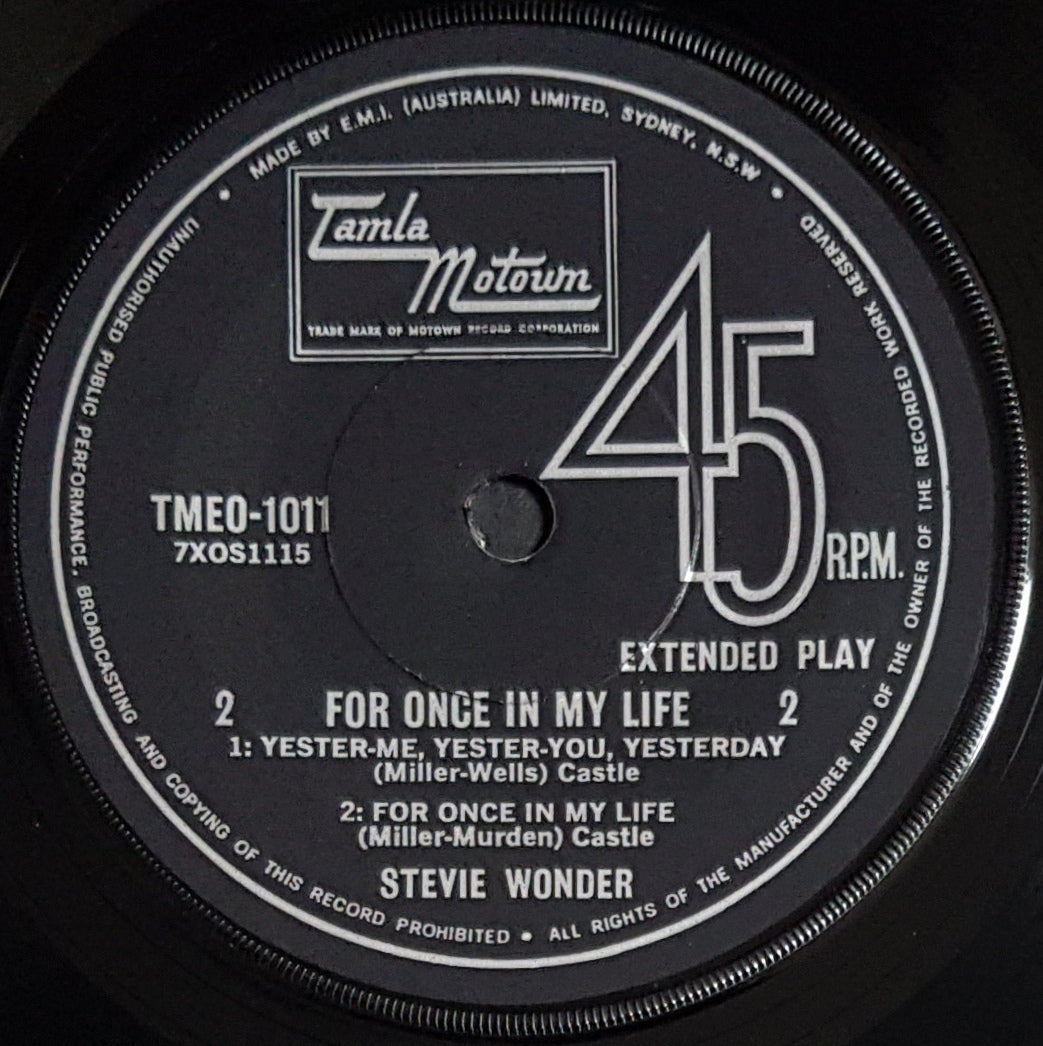 MADE BY E.M.I. (AUSTRALIA) LIMITED, SYDNEY, N.S.W •
Tamla
Motown
TRADE MARK OF MOTOWN RECORD CORPORATION
45
R.P.M.
TMEO-1011
7XOS1115
EXTENDED PLAY
2 FOR ONCE IN MY LIFE 2
1: YESTER-ME, YESTER-YOU, YESTERDAY
(Miller-Wells) Castle
2: FOR ONCE IN MY LIFE
(Miller-Murden) Castle
STEVIE WONDER
UNAUTHORISED PUBLIC PERFORMANCE, BROADCASTING AND COPYING OF THIS RECORD PROHIBITED • ALL RIGHTS OF THE MANUFACTURER AND OF THE OWNER OF THE RECORDED WORK RESERVED